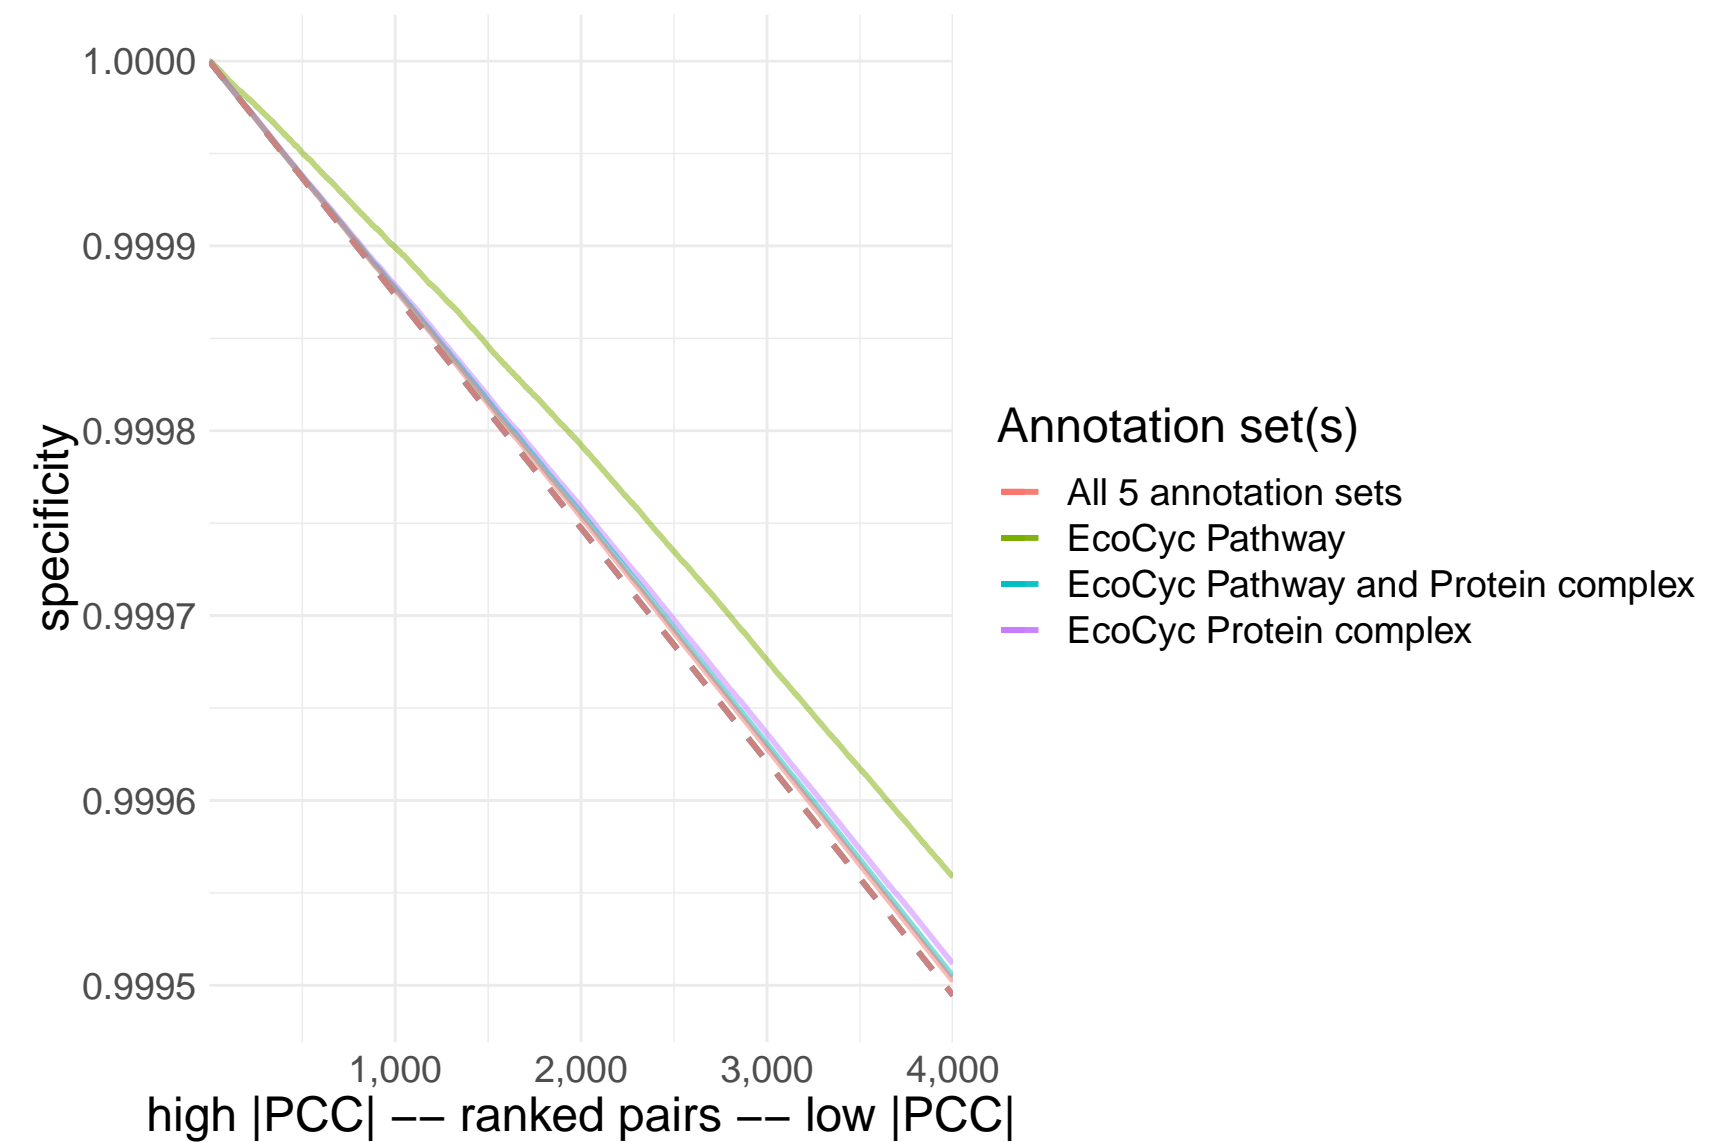 1.0000
0.9999
0.9998
0.9997
0.9996
0.9995
specificity
1,000 2,000 3,000 4,000
high |PCC| −− ranked pairs −− low |PCC|
Annotation set(s)
All 5 annotation sets
EcoCyc Pathway
EcoCyc Pathway and Protein complex
EcoCyc Protein complex